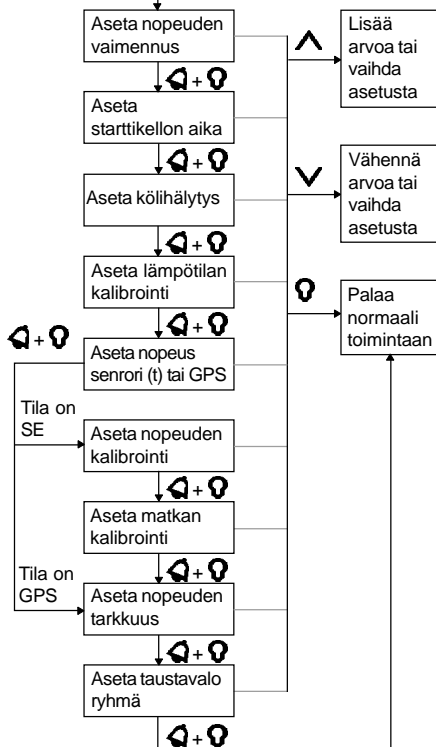 Aseta nopeuden
vaimennus
+
Aseta
starttikellon aika
+
Aseta kölihälytys
+
Aseta lämpötilan
kalibrointi
+
+
Aseta nopeus
senrori (t) tai GPS
Tila on
SE
Aseta nopeuden
kalibrointi
+
Aseta matkan
kalibrointi
+
Tila on
GPS
Aseta nopeuden
tarkkuus
+
Aseta taustavalo
ryhmä
+
Lisää
arvoa tai
vaihda
asetusta
Vähennä
arvoa tai
vaihda
asetusta
Palaa
normaali
toimintaan